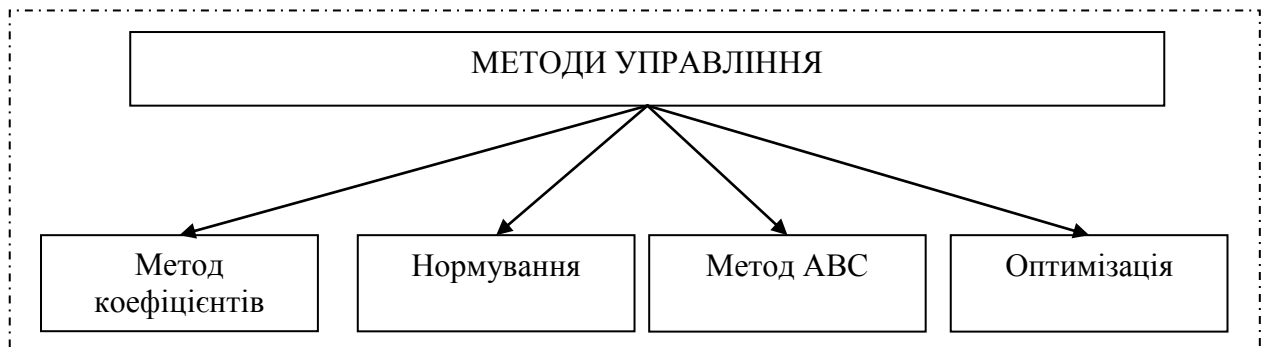 МЕТОДИ УПРАВЛІННЯ
Метод
коефіцієнтів
Нормування
Метод АВС
Оптимізація